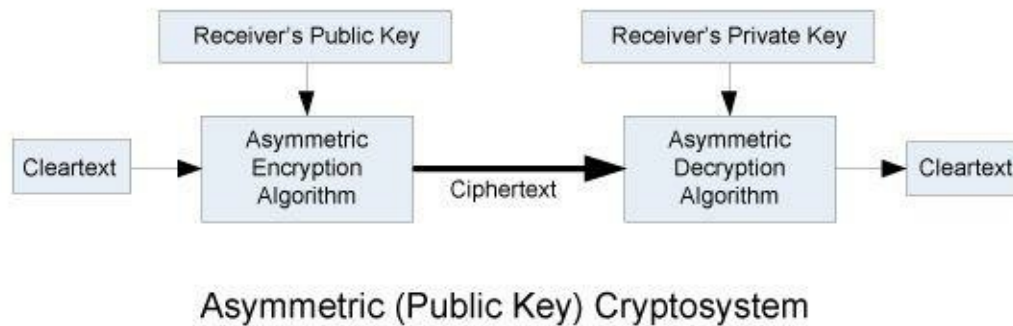 Receiver's Public Key
Receiver's Private Key
Cleartext
Asymmetric
Encryption
Algorithm
Ciphertext
Asymmetric
Decryption
Algorithm
Cleartext
Asymmetric (Public Key) Cryptosystem